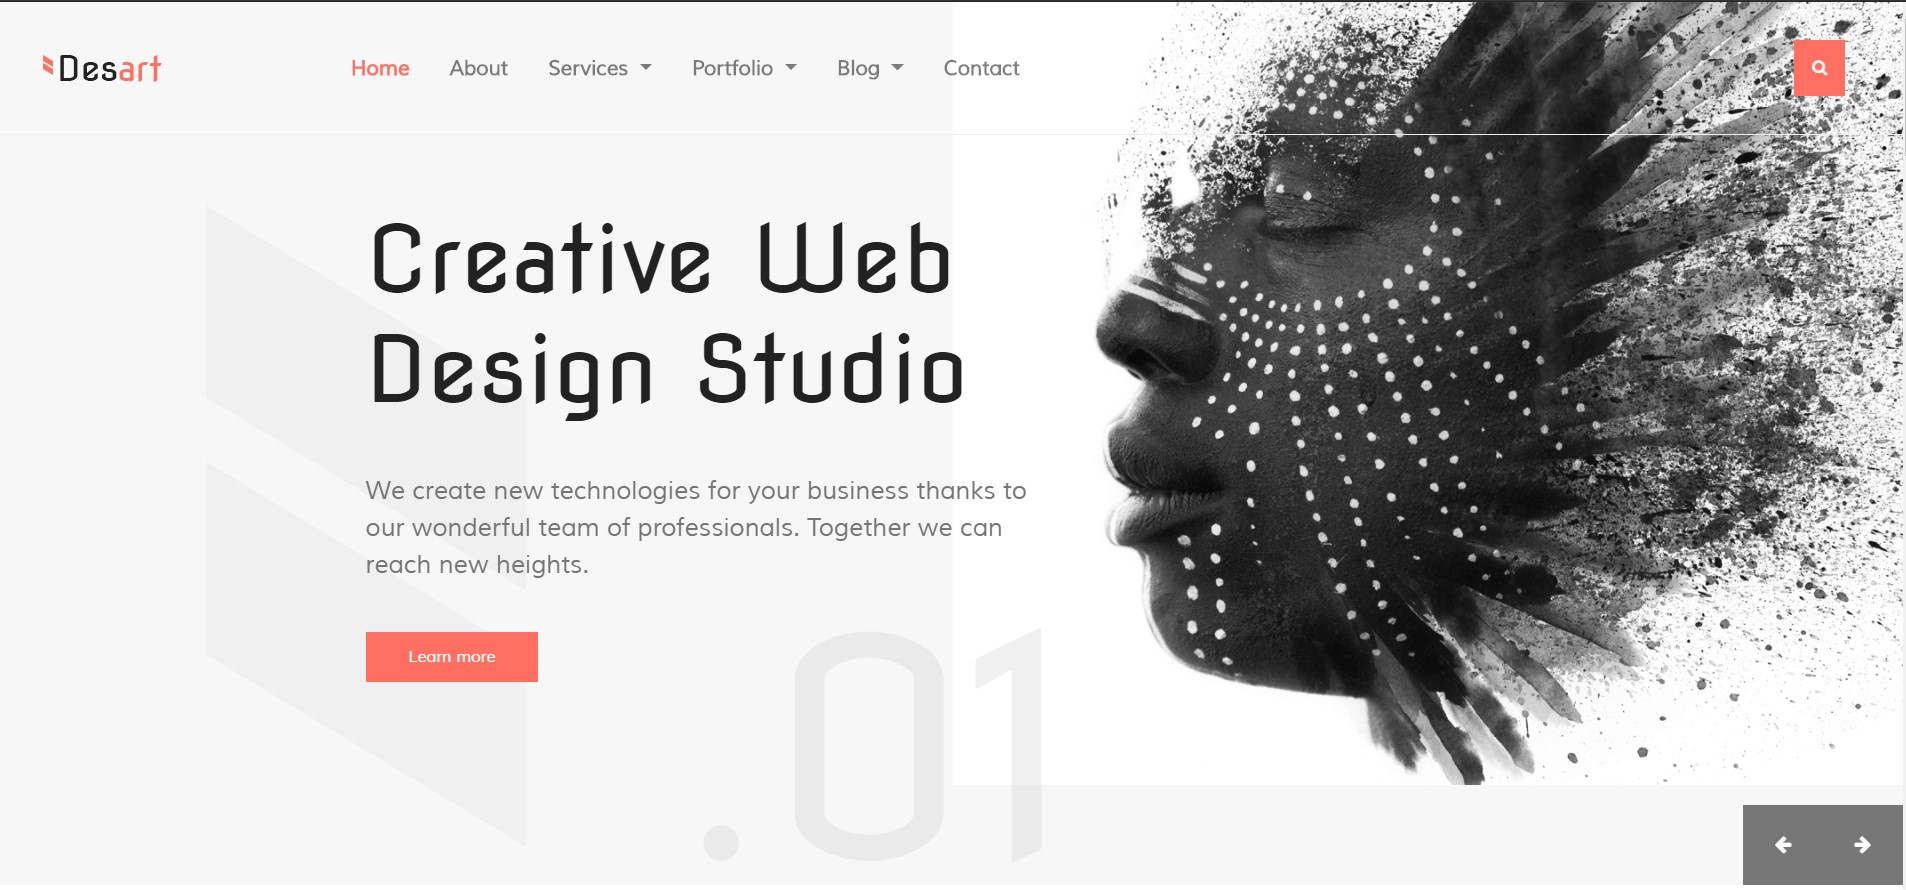 Desart
Home About Services Portfolio Blog Contact
Creative Web
Design Studio
We create new technologies for your business thanks to
our wonderful team of professionals. Together we can
reach new heights.
Learn more
.01